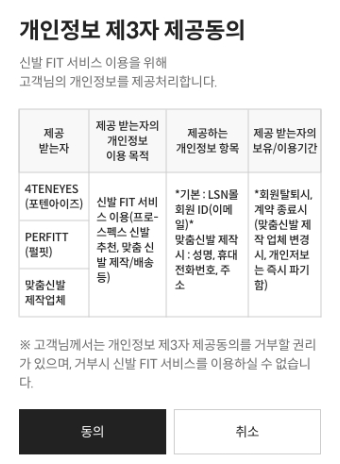 개인정보 제3자 제공동의
신발 FIT 서비스 이용을 위해
고객님의 개인정보를 제공처리합니다.
제공
받는자
제공 받는자의
개인정보
이용 목적
제공하는
개인정보 항목
제공 받는자의
보유/이용기간
4TENEYES
(포텐아이즈)
PERFITT
(펄핏)
맞춤신발
제작업체
신발 FIT 서비
스 이용(프로-
스펙스 신발
추천, 맞춤 신
발 제작/배송
등)
*기본 : LSN몰
회원 ID(이메
일)*
맞춤신발 제작
시 : 성명, 휴대
전화번호, 주
소
*회원탈퇴시,
계약 종료시
(맞춤신발 제
작 업체 변경
시, 개인저보
는 즉시 파기
함)
※ 고객님께서는 개인정보 제3자 제공동의를 거부할 권리
가 있으며, 거부시 신발 FIT 서비스를 이용하실 수 없습니
다.
동의
취소